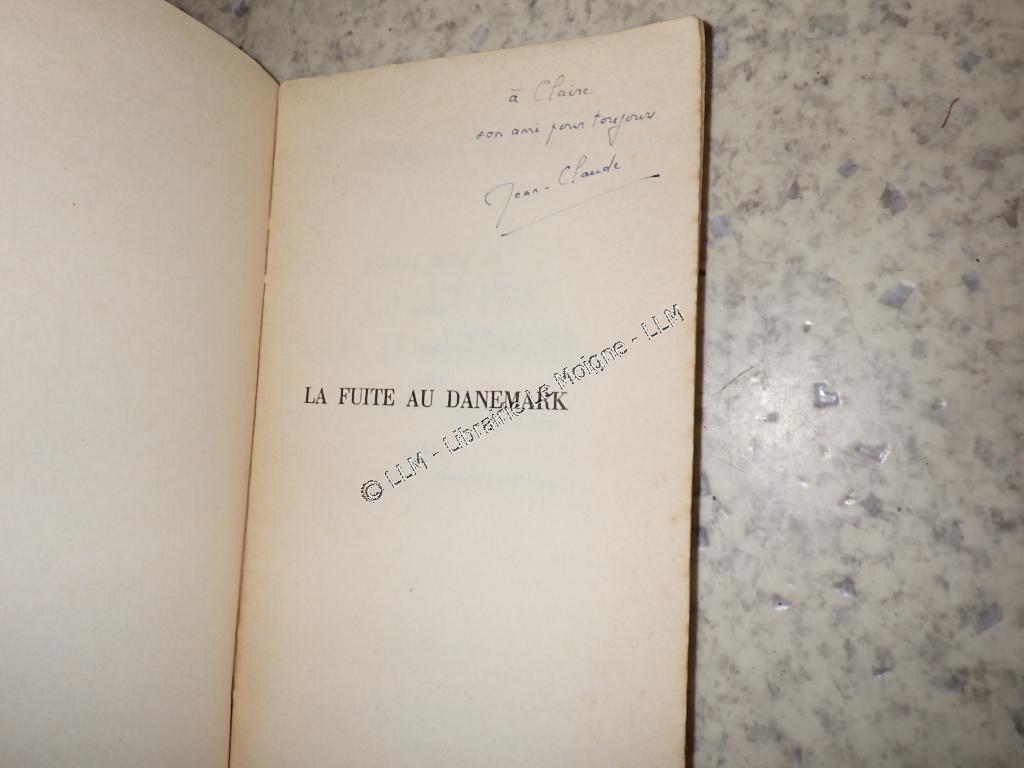 à Claire
son ami pour toujours
Jean-Claude
LA FUITE AU DANEMARK
© LLM - Librairie Le Moigne - LLM